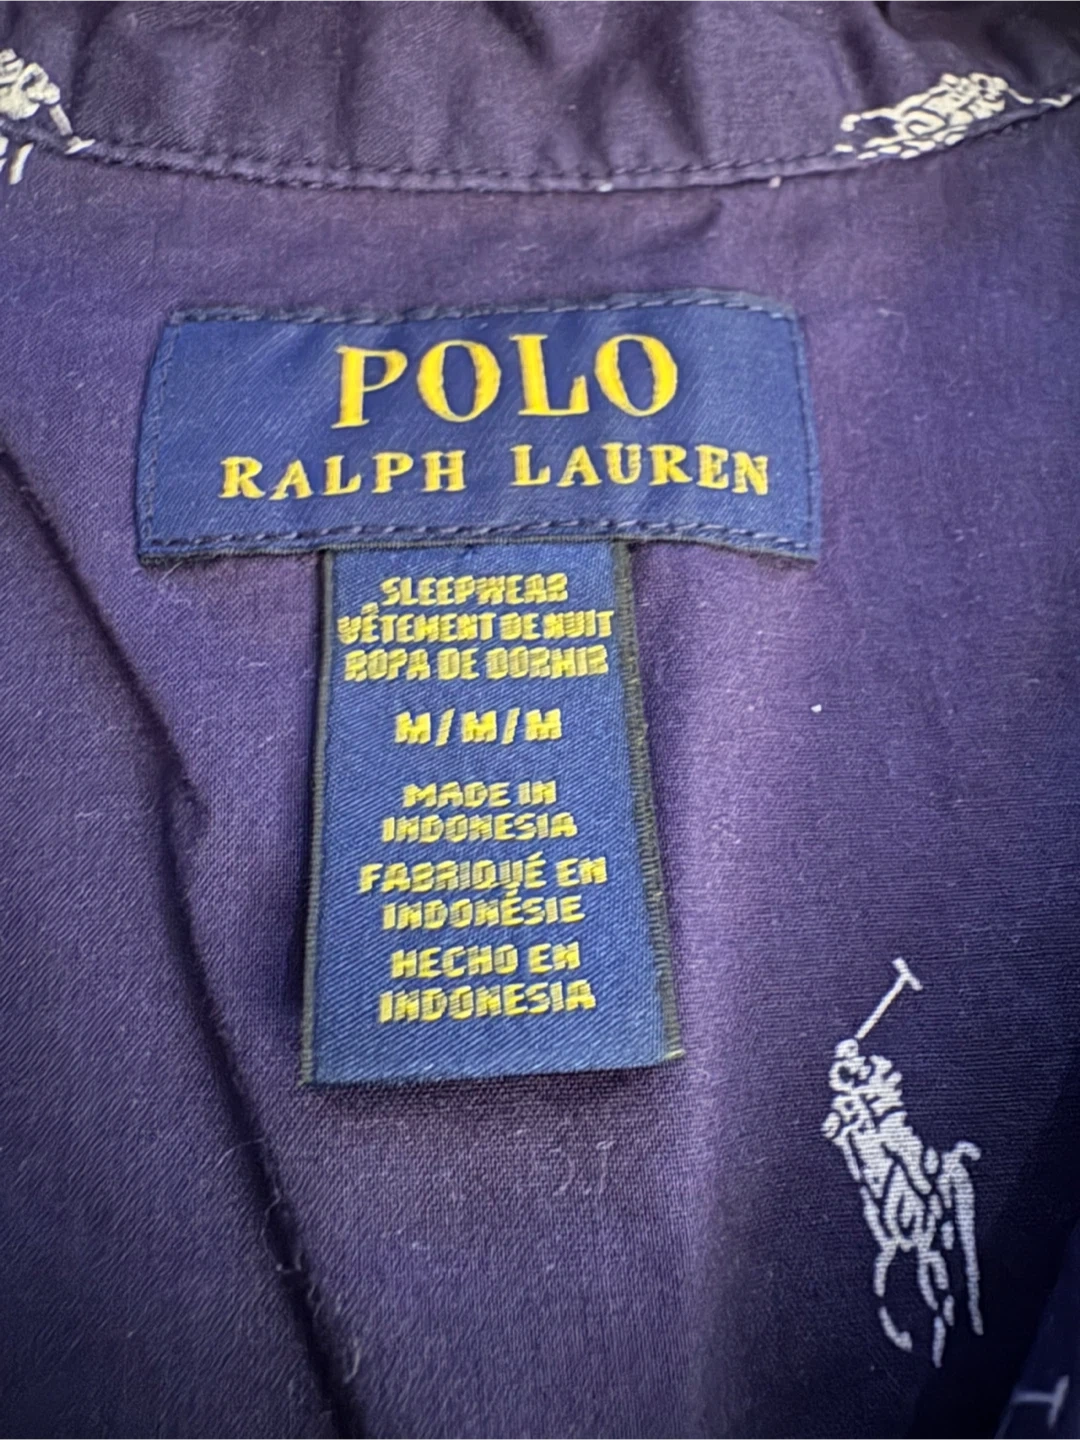 POLO
RALPH LAUREN
SLEEPWEAR
VÊTEMENT DE NUIT
ROPA DE DORMIR
M/M/M
MADE IN
INDONESIA
FABRIQUÉ EN
INDONÉSIE
HECHO EN
INDONESIA